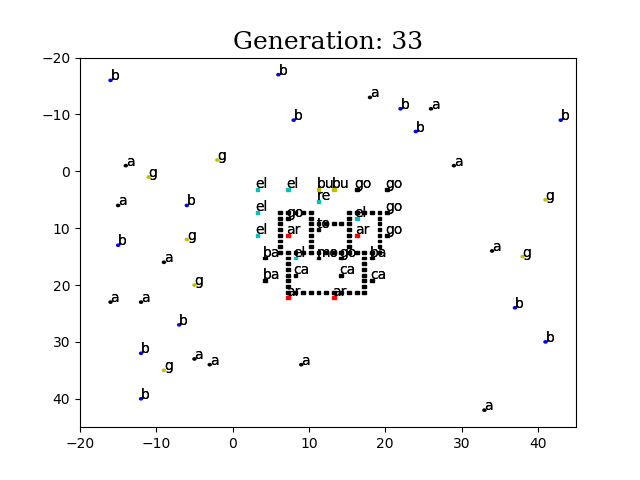 Generation: 33
−20
b b
a b a
−10
b b b
a a
0
g g
el el bu bu go go
re
a b el go el go g
el ar te ar go
10
b g a
ba el mo go ba
a g
ba ca ca ca
20
g
a a ar ar b
b
30
b a a a b
g
b
40
a
−20 −10 0 10 20 30 40